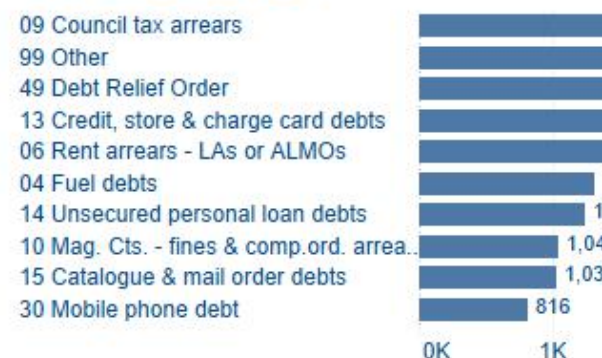 09 Council tax arrears
99 Other
49 Debt Relief Order
13 Credit, store & charge card debts
06 Rent arrears - LAs or ALMOs
04 Fuel debts
14 Unsecured personal loan debts 1
10 Mag. Cts. - fines & comp.ord. arrea.. 1,04
15 Catalogue & mail order debts 1,03
30 Mobile phone debt 816
0K 1K